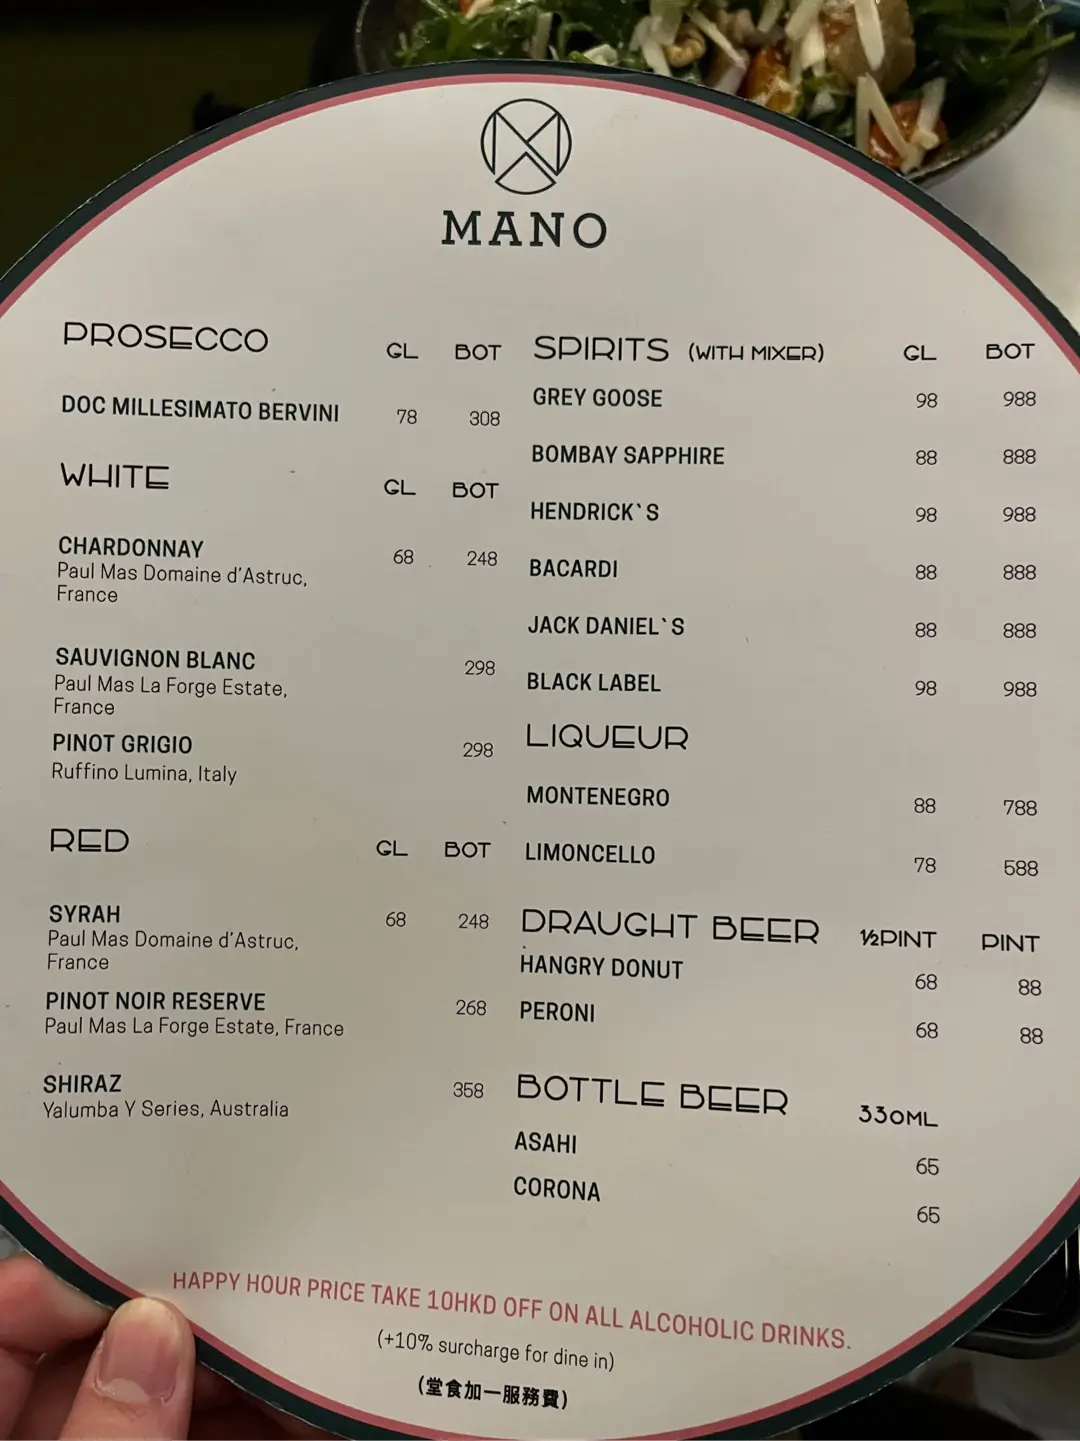 MANO
PROSECCO GL BOT
DOC MILLESIMATO BERVINI 78 308
WHITE GL BOT
CHARDONNAY 68 248
Paul Mas Domaine d'Astruc,
France
SAUVIGNON BLANC 298
Paul Mas La Forge Estate,
France
PINOT GRIGIO 298
Ruffino Lumina, Italy
RED GL BOT
SYRAH 68 248
Paul Mas Domaine d'Astruc,
France
PINOT NOIR RESERVE 268
Paul Mas La Forge Estate, France
SHIRAZ 358
Yalumba Y Series, Australia
SPIRITS (WITH MIXER) GL BOT
GREY GOOSE 98 988
BOMBAY SAPPHIRE 88 888
HENDRICK`S 98 988
BACARDI 88 888
JACK DANIEL`S 88 888
BLACK LABEL 98 988
LIQUEUR
MONTENEGRO 88 788
LIMONCELLO 78 588
DRAUGHT BEER ½PINT PINT
HANGRY DONUT 68 88
PERONI 68 88
BOTTLE BEER 330ML
ASAHI 65
CORONA 65
HAPPY HOUR PRICE TAKE 10HKD OFF ON ALL ALCOHOLIC DRINKS.
(+10% surcharge for dine in)
(堂食加一服務費)